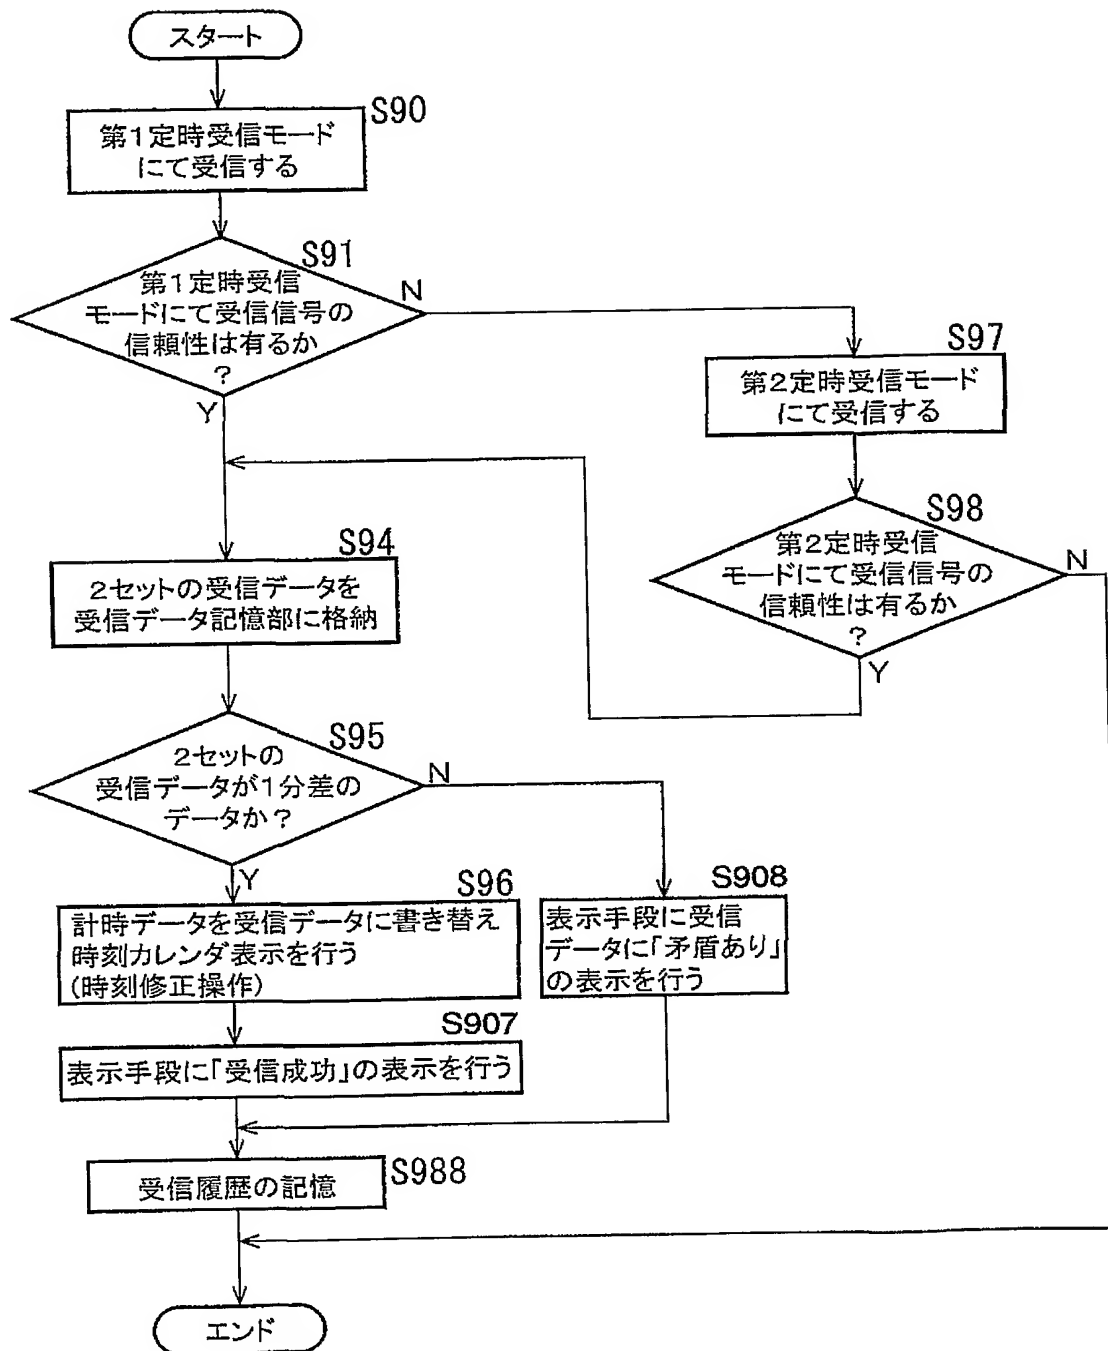 スタート
S90
第1定時受信モード
にて受信する
S91
第1定時受信
モードにて受信信号の
信頼性は有るか
?
N
Y
S97
第2定時受信モード
にて受信する
S98
第2定時受信
モードにて受信信号の
信頼性は有るか
?
N
Y
S94
2セットの受信データを
受信データ記憶部に格納
S95
2セットの
受信データが1分差の
データか?
N
Y
S96
計時データを受信データに書き替え
時刻カレンダ表示を行う
(時刻修正操作)
S908
表示手段に受信
データに「矛盾あり」
の表示を行う
S907
表示手段に「受信成功」の表示を行う
S988
受信履歴の記憶
エンド